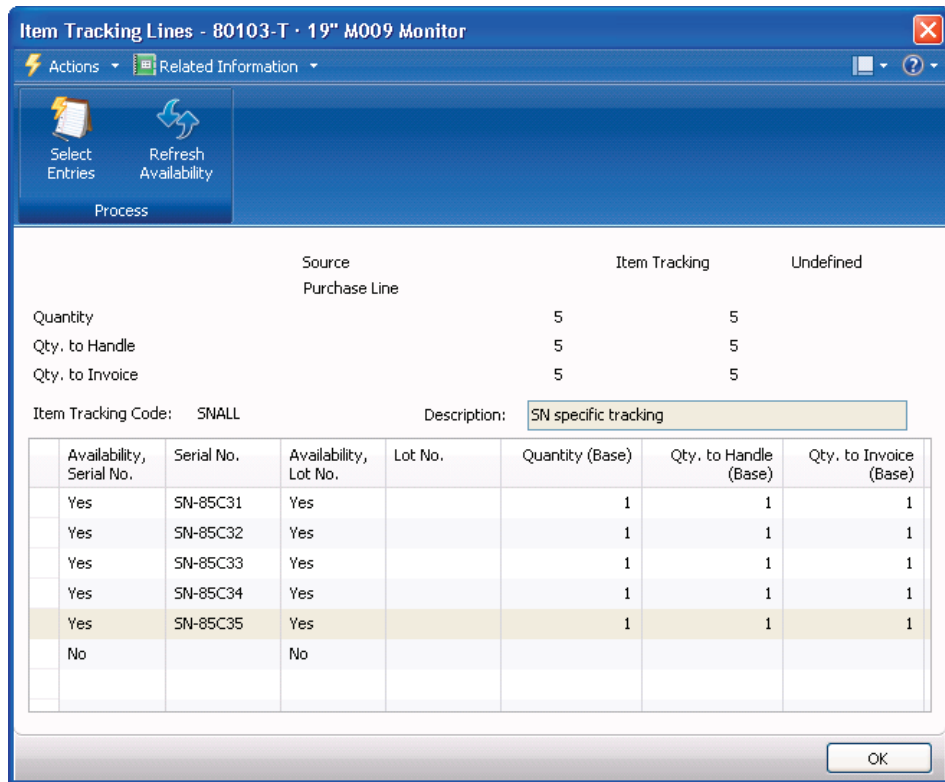 Item Tracking Lines - 80103-T · 19" M009 Monitor
Actions Related Information
Select Entries
Refresh Availability
Process
Source Item Tracking Undefined
Purchase Line
Quantity 5 5
Qty. to Handle 5 5
Qty. to Invoice 5 5
Item Tracking Code: SNALL Description: SN specific tracking
Availability, Serial No. Serial No. Availability, Lot No. Lot No. Quantity (Base) Qty. to Handle (Base) Qty. to Invoice (Base)
Yes SN-85C31 Yes 1 1 1
Yes SN-85C32 Yes 1 1 1
Yes SN-85C33 Yes 1 1 1
Yes SN-85C34 Yes 1 1 1
Yes SN-85C35 Yes 1 1 1
No No
OK